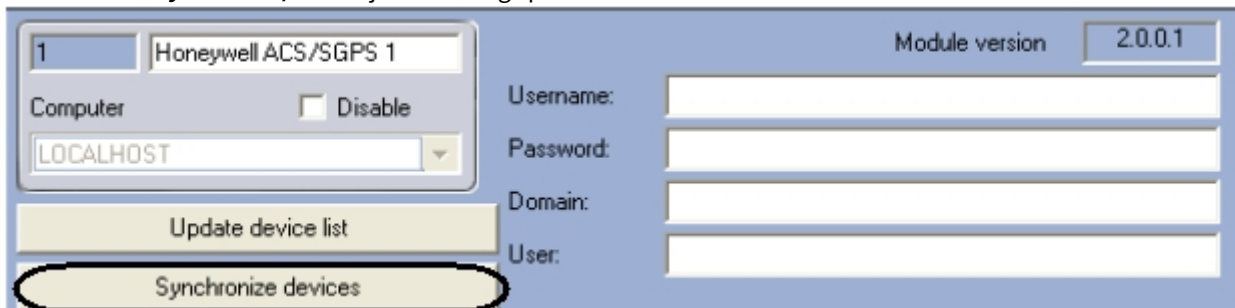 1 Honeywell ACS/SGPS 1
Computer Disable
LOCALHOST
Update device list
Synchronize devices
Module version 2.0.0.1
Username:
Password:
Domain:
User: